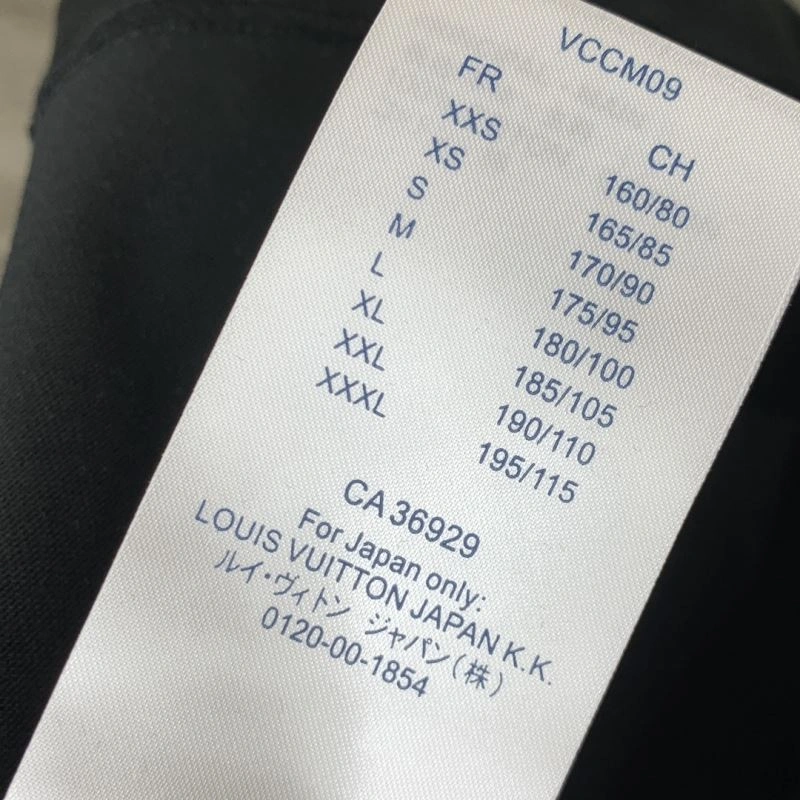 VCCM09
FR CH
XXS 160/80
XS 165/85
S 170/90
M 175/95
L 180/100
XL 185/105
XXL 190/110
XXXL 195/115
CA 36929
For Japan only:
LOUIS VUITTON JAPAN K.K.
ルイ・ヴィトン ジャパン(株)
0120-00-1854